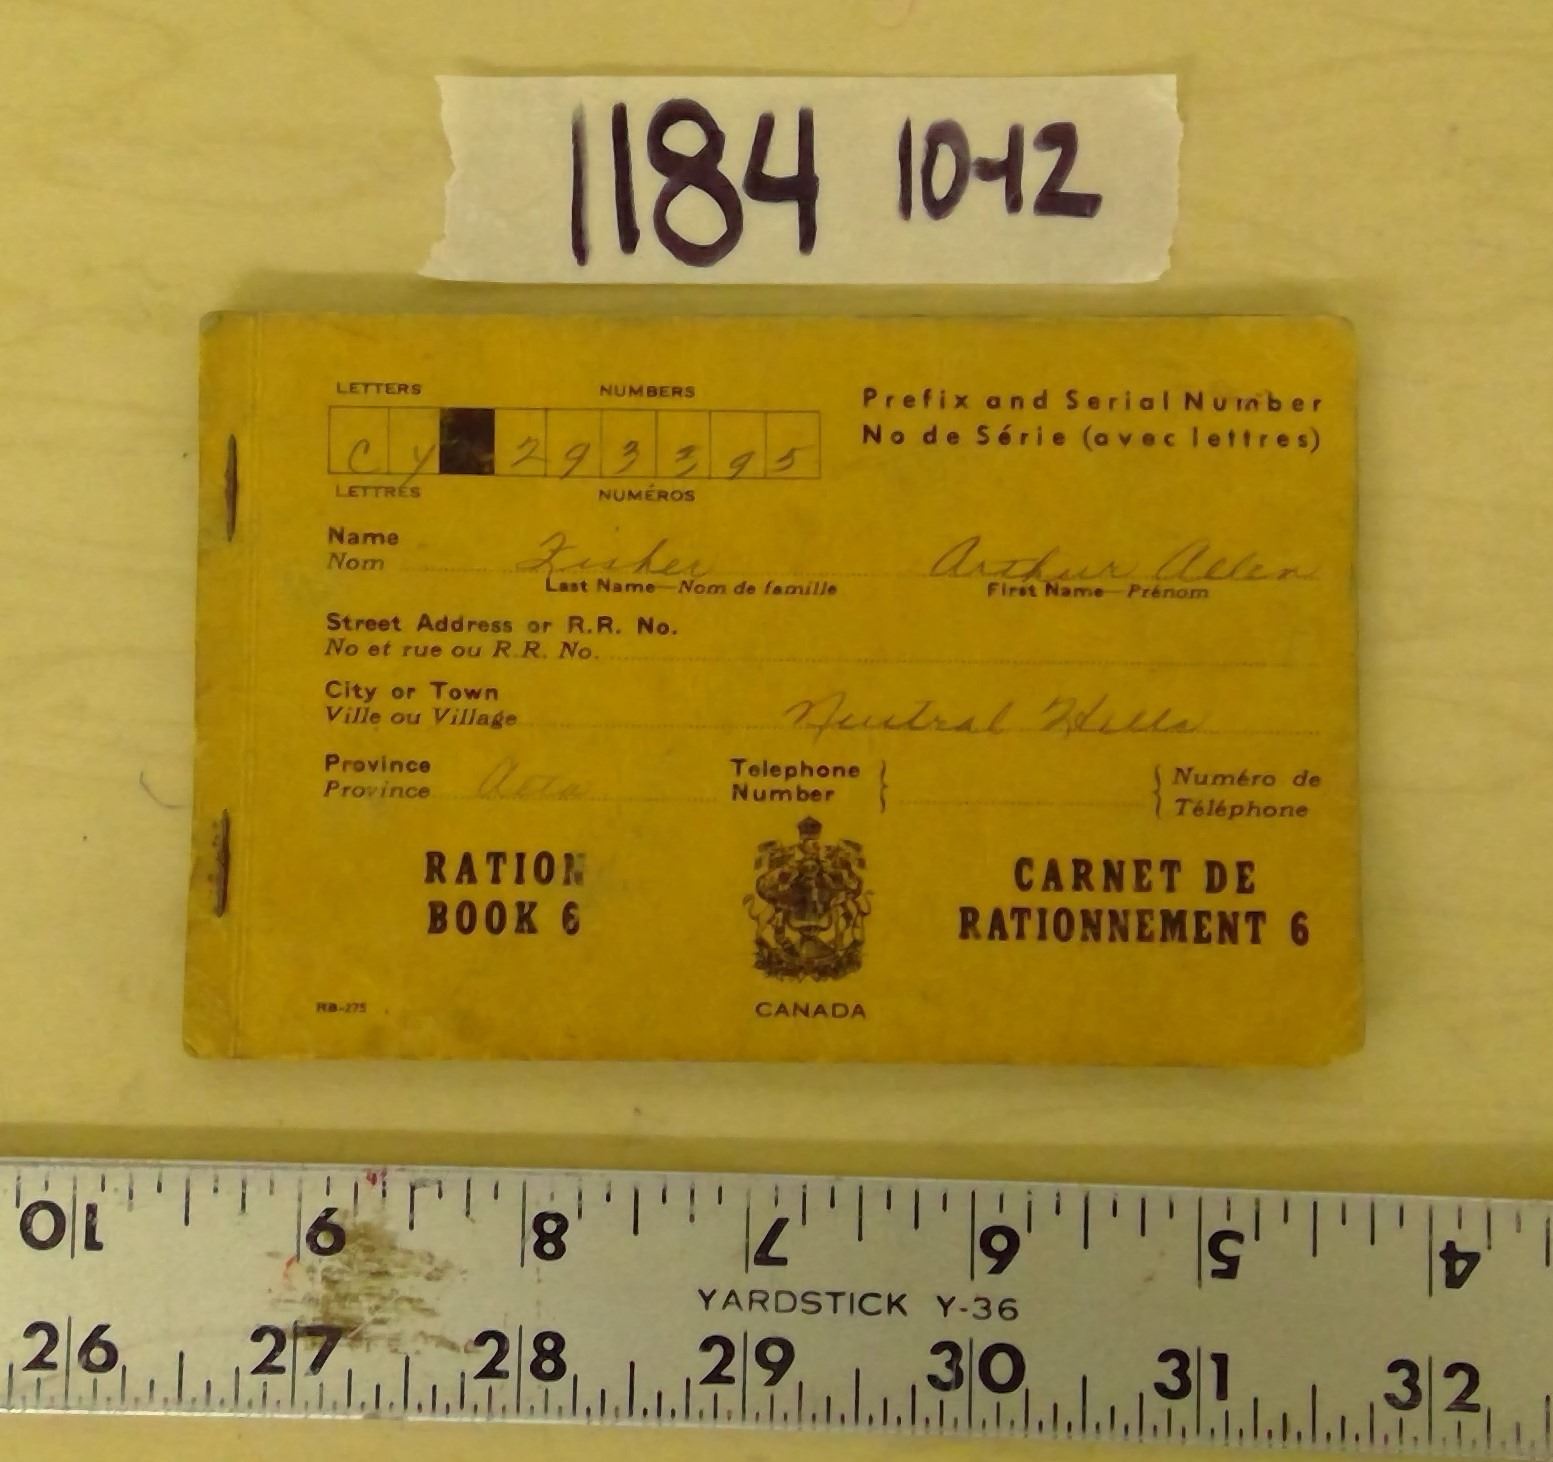 1184 10-12
LETTERS NUMBERS
C Y 2 9 3 3 9 5
LETTRES NUMÉROS
Prefix and Serial Number
No de Série (avec lettres)
Name Fisher Arthur Allen
Nom
Last Name—Nom de famille First Name—Prénom
Street Address or R.R. No.
No et rue ou R.R. No.
City or Town
Ville ou Village Neutral Hills
Province Telephone Numéro de
Province Alta Number Téléphone
RATION CARNET DE
BOOK 6 RATIONNEMENT 6
RB-275 CANADA
10 9 8 7 6 5 4
YARDSTICK Y-36
26 27 28 29 30 31 32